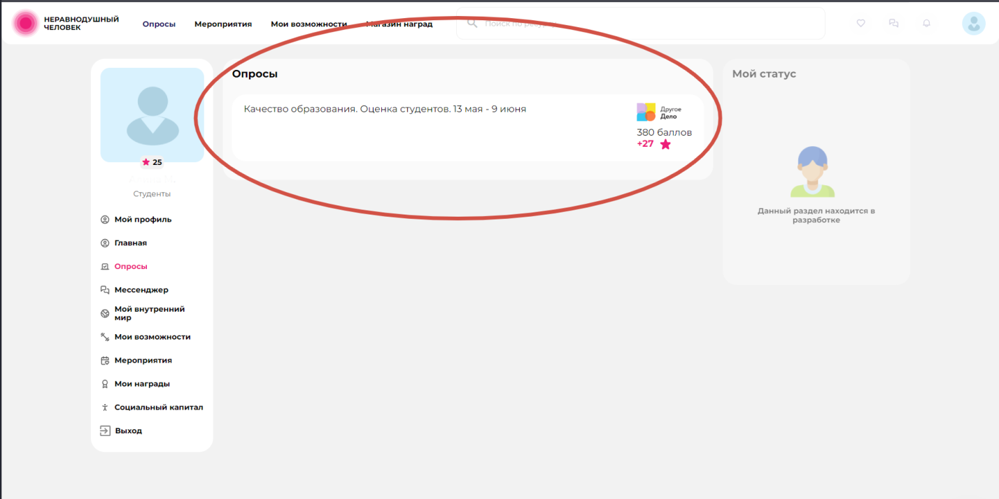 НЕРАВНОДУШНЫЙ
ЧЕЛОВЕК
Опросы
Мероприятия
Мои возможности
Магазин наград
Поиск по ресурсу
25
Студенты
Мой профиль
Главная
Опросы
Мессенджер
Мой внутренний
мир
Мои возможности
Мероприятия
Мои награды
Социальный капитал
Выход
Опросы
Качество образования. Оценка студентов. 13 мая - 9 июня
Другое
Дело
380 баллов
+27
Мой статус
Данный раздел находится в
разработке